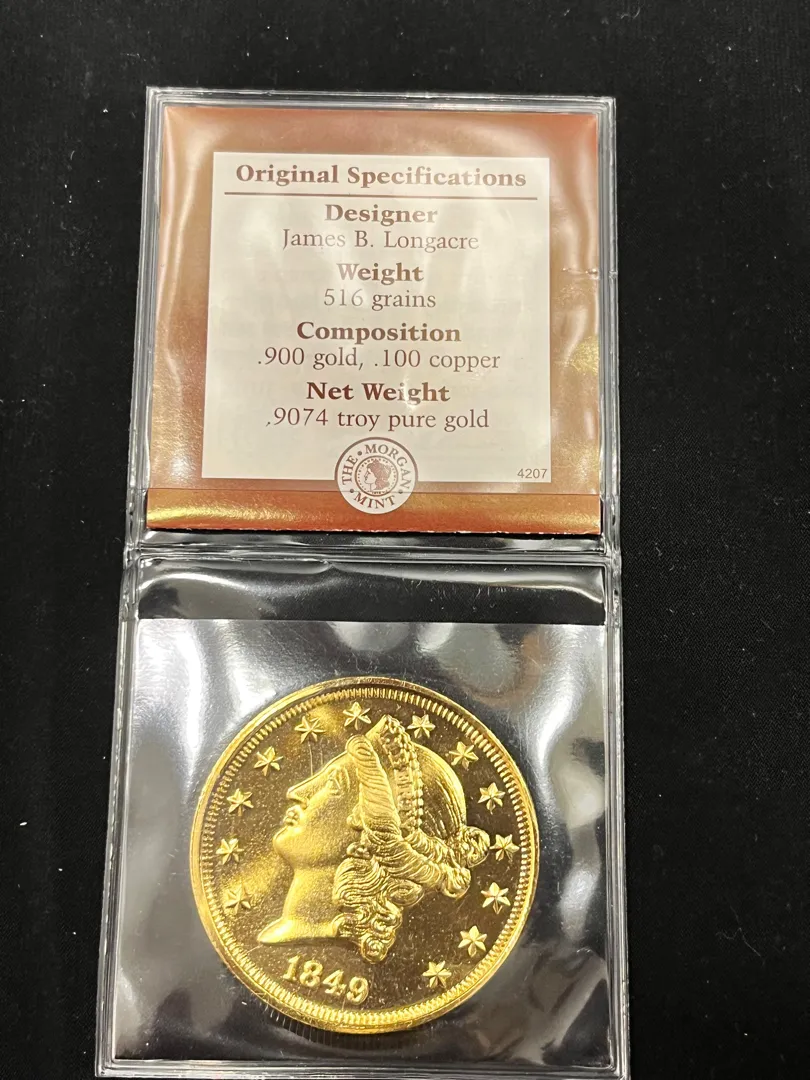 Original Specifications
Designer
James B. Longacre
Weight
516 grains
Composition
.900 gold, .100 copper
Net Weight
.9074 troy pure gold
THE MORGAN MINT
4207
1849